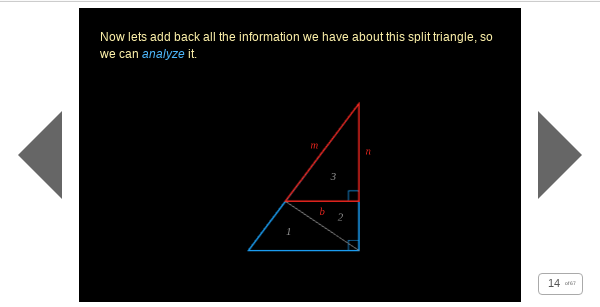 Now lets add back all the information we have about this split triangle, so
we can analyze it.
m
n
3
b
2
1
14 of 67